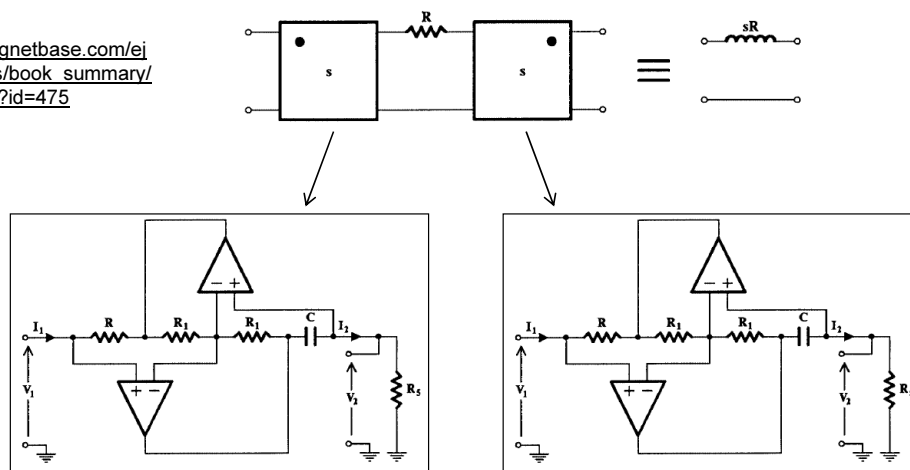 gnetbase.com/ej
s/book_summary/
?id=475
R
s
s
sR
I₁
R
R₁
R₁
C
I₂
− +
+ −
V₁
V₂
R₅
I₁
R
R₁
R₁
C
I₂
− +
+ −
V₁
V₂
R